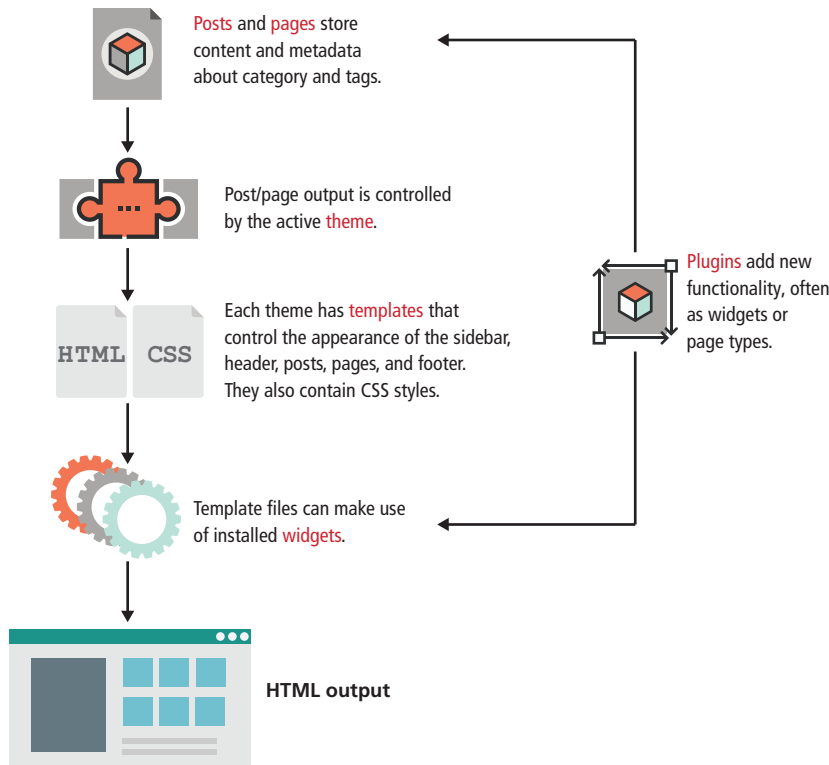 Posts and pages store
content and metadata
about category and tags.
Post/page output is controlled
by the active theme.
HTML
CSS
Each theme has templates that
control the appearance of the sidebar,
header, posts, pages, and footer.
They also contain CSS styles.
Plugins add new
functionality, often
as widgets or
page types.
Template files can make use
of installed widgets.
HTML output